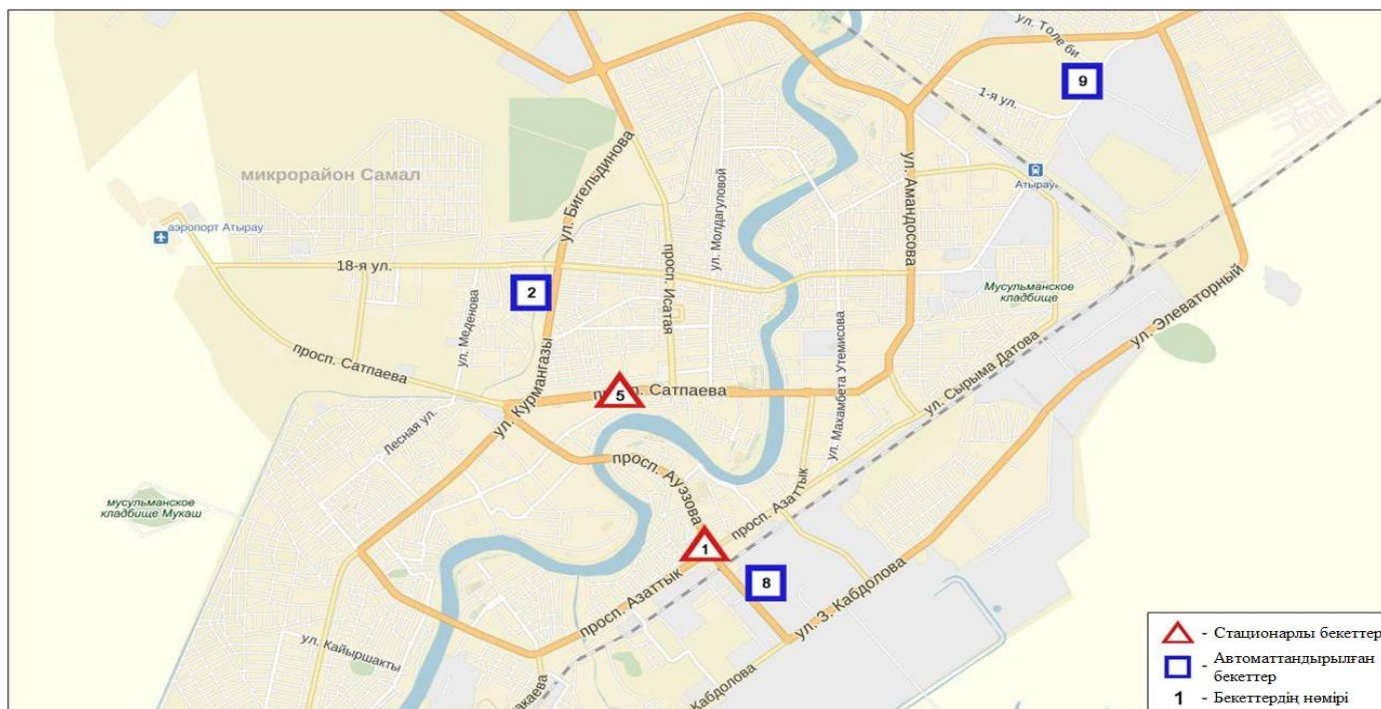 ул. Толе би
9
1-я ул.
Атырау
ул. Бигельдинова
ул. Амандосова
микрорайон Самал
ул. Молдагуловой
аэропорт Атырау
18-я ул.
просп. Исатая
2
Мусульманское
кладбище
ул. Элеваторный
ул. Меденова
ул. Махамбета Утемисова
просп. Сатпаева
ул. Курмангазы
5
просп. Сатпаева
ул. Сырыма Датова
Лесная ул.
просп. Ауэзова
мусульманское
кладбище Мукаш
просп. Азаттык
1
8
просп. Азаттык
ул. З. Кабдолова
ул. Кайыршакты
Кабдолова
- Стационарлы бекеттер
- Автоматтандырылған
бекеттер
1 - Бекеттердің нөмірі